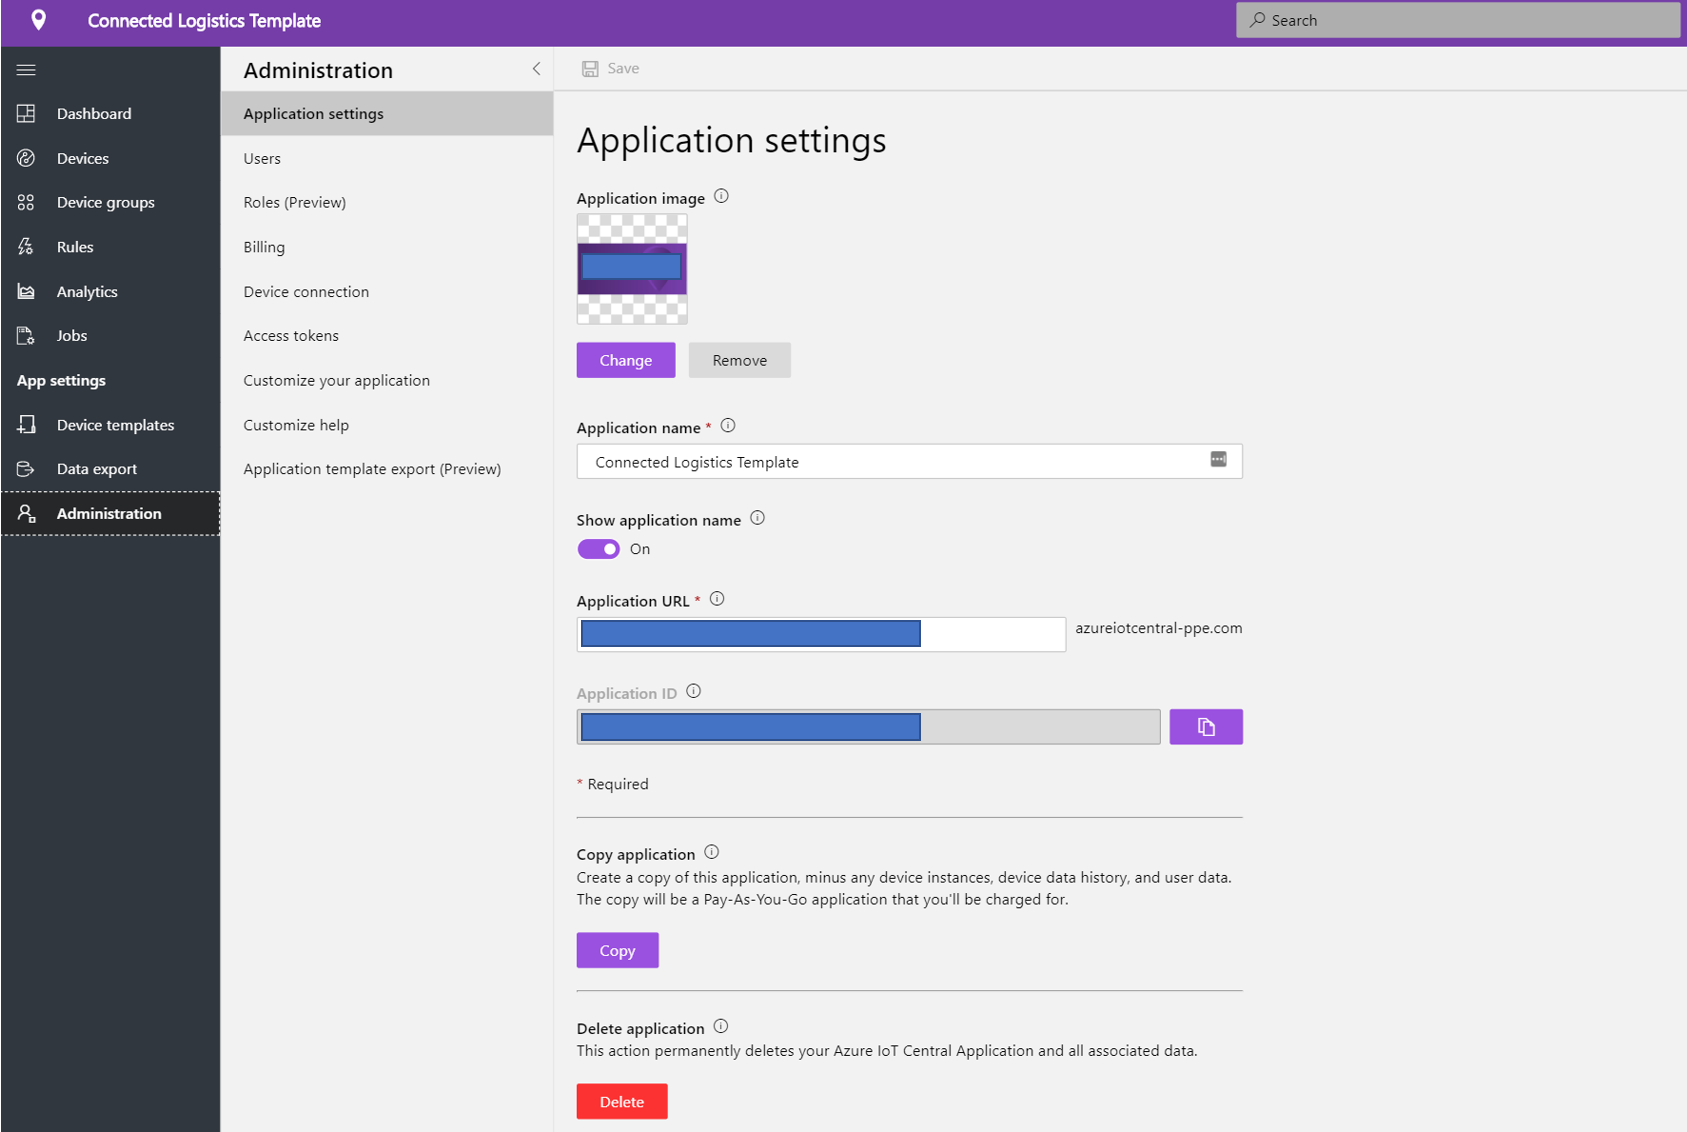 Connected Logistics Template
Search
Dashboard
Devices
Device groups
Rules
Analytics
Jobs
App settings
Device templates
Data export
Administration
Administration
Application settings
Users
Roles (Preview)
Billing
Device connection
Access tokens
Customize your application
Customize help
Application template export (Preview)
Save
Application settings
Application image
Change
Remove
Application name *
Connected Logistics Template
Show application name
On
Application URL *
azureiotcentral-ppe.com
Application ID
* Required
Copy application
Create a copy of this application, minus any device instances, device data history, and user data.
The copy will be a Pay-As-You-Go application that you'll be charged for.
Copy
Delete application
This action permanently deletes your Azure IoT Central Application and all associated data.
Delete